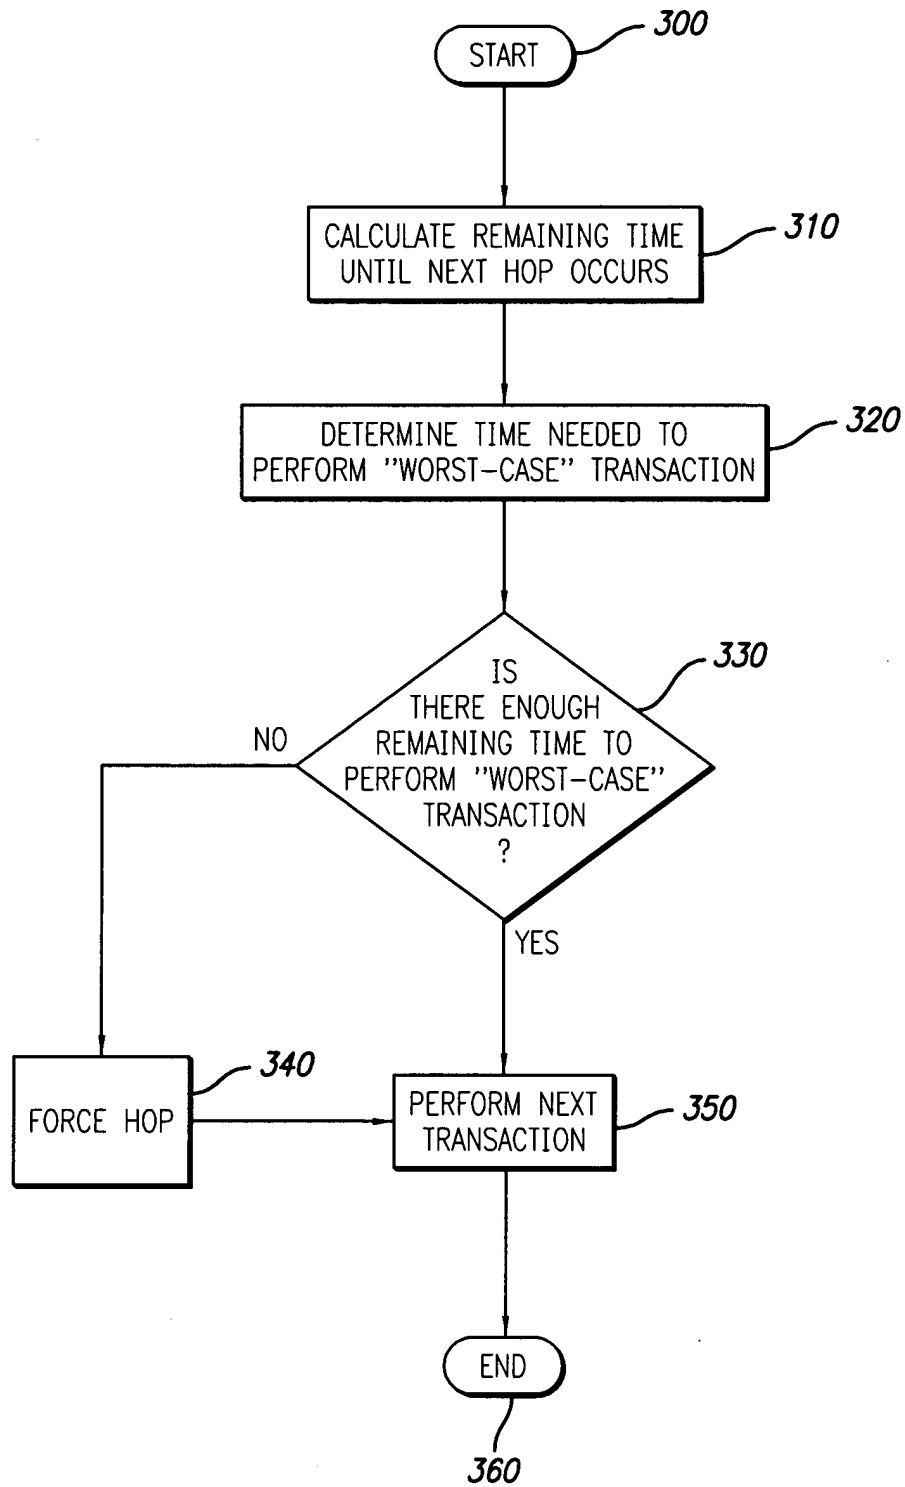 300
START
310
CALCULATE REMAINING TIME
UNTIL NEXT HOP OCCURS
320
DETERMINE TIME NEEDED TO
PERFORM "WORST-CASE" TRANSACTION
330
IS
THERE ENOUGH
REMAINING TIME TO
PERFORM "WORST-CASE"
TRANSACTION
?
NO
YES
340
FORCE HOP
350
PERFORM NEXT
TRANSACTION
END
360